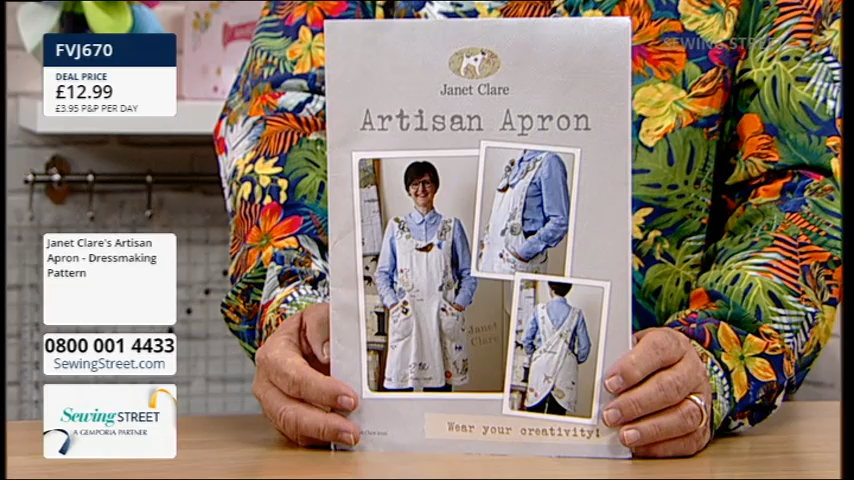 FVJ670
DEAL PRICE
£12.99
£3.95 P&P PER DAY
Janet Clare's Artisan
Apron - Dressmaking
Pattern
0800 001 4433
SewingStreet.com
Sewing STREET
A GEMPORIA PARTNER
SEWING STREET
Janet Clare
Artisan Apron
Janet
Clare
Wear your creativity!